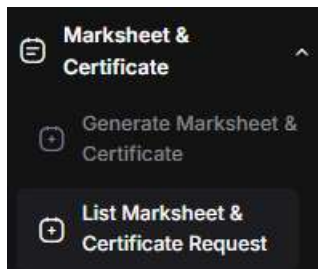 Marksheet &
Certificate
Generate Marksheet &
Certificate
List Marksheet &
Certificate Request